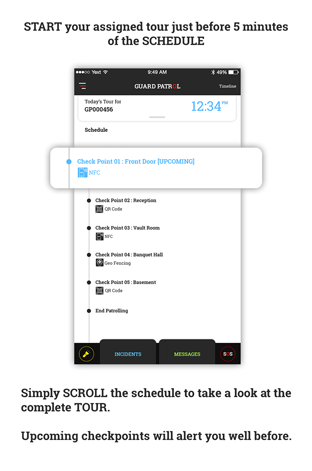 START your assigned tour just before 5 minutes
of the SCHEDULE
Yext 9:49 AM 49%
GUARD PATROL Timeline
Today's Tour for
GP000456
12:34 PM
Schedule
Check Point 01 : Front Door [UPCOMING]
NFC
Check Point 02 : Reception
QR Code
Check Point 03 : Vault Room
NFC
Check Point 04 : Banquet Hall
Geo Fencing
Check Point 05 : Basement
QR Code
End Patrolling
INCIDENTS MESSAGES SOS
Simply SCROLL the schedule to take a look at the
complete TOUR.
Upcoming checkpoints will alert you well before.